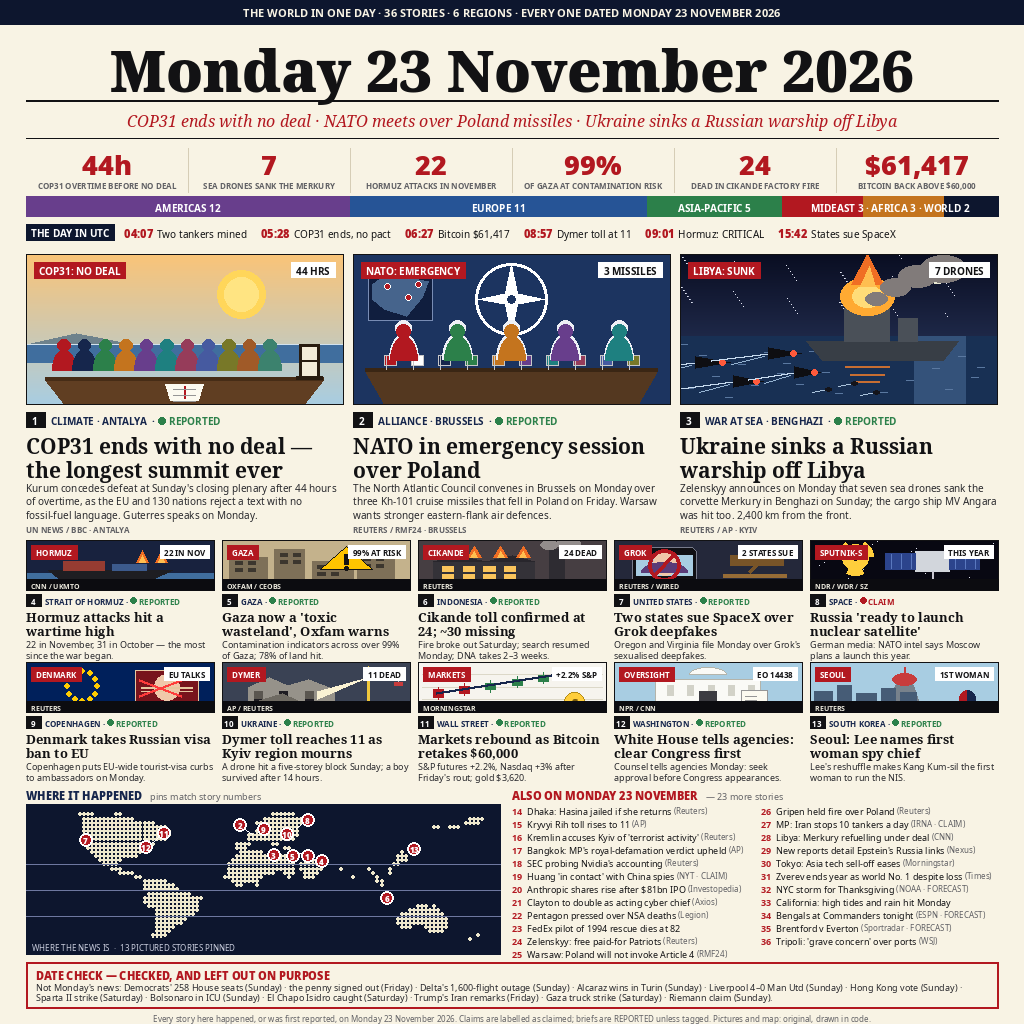 THE WORLD IN ONE DAY · 36 STORIES · 6 REGIONS · EVERY ONE DATED MONDAY 23 NOVEMBER 2026
Monday 23 November 2026
COP31 ends with no deal · NATO meets over Poland missiles · Ukraine sinks a Russian warship off Libya
44h
COP31 OVERTIME BEFORE NO DEAL
7
SEA DRONES SANK THE MERKURY
22
HORMUZ ATTACKS IN NOVEMBER
99%
OF GAZA AT CONTAMINATION RISK
24
DEAD IN CIKANDE FACTORY FIRE
$61,417
BITCOIN BACK ABOVE $60,000
AMERICAS 12
EUROPE 11
ASIA-PACIFIC 5
MIDEAST 3 · AFRICA 3 · WORLD 2
THE DAY IN UTC
04:07 Two tankers mined
05:28 COP31 ends, no pact
06:27 Bitcoin $61,417
08:57 Dymer toll at 11
09:01 Hormuz: CRITICAL
15:42 States sue SpaceX
COP31: NO DEAL
44 HRS
1 CLIMATE · ANTALYA · REPORTED
COP31 ends with no deal —
the longest summit ever
Kurum concedes defeat at Sunday's closing plenary after 44 hours
of overtime, as the EU and 130 nations reject a text with no
fossil-fuel language. Guterres speaks on Monday.
UN NEWS / BBC · ANTALYA
NATO: EMERGENCY
3 MISSILES
2 ALLIANCE · BRUSSELS · REPORTED
NATO in emergency session
over Poland
The North Atlantic Council convenes in Brussels on Monday over
three Kh-101 cruise missiles that fell in Poland on Friday. Warsaw
wants stronger eastern-flank air defences.
REUTERS / RMF24 · BRUSSELS
LIBYA: SUNK
7 DRONES
3 WAR AT SEA · BENGHAZI · REPORTED
Ukraine sinks a Russian
warship off Libya
Zelenskyy announces on Monday that seven sea drones sank the
corvette Merkury in Benghazi on Sunday; the cargo ship MV Angara
was hit too. 2,400 km from the front.
REUTERS / AP · KYIV
HORMUZ
22 IN NOV
CNN / UKMTO
4 STRAIT OF HORMUZ · REPORTED
Hormuz attacks hit a
wartime high
22 in November, 31 in October — the most
since the war began.
GAZA
99% AT RISK
OXFAM / CEOBS
5 GAZA · REPORTED
Gaza now a 'toxic
wasteland', Oxfam warns
Contamination indicators across over 99%
of Gaza; 78% of land hit.
CIKANDE
24 DEAD
REUTERS
6 INDONESIA · REPORTED
Cikande toll confirmed at
24; ~30 missing
Fire broke out Saturday; search resumed
Monday; DNA takes 2–3 weeks.
GROK
2 STATES SUE
REUTERS / WIRED
7 UNITED STATES · REPORTED
Two states sue SpaceX over
Grok deepfakes
Oregon and Virginia file Monday over Grok's
sexualised deepfakes.
SPUTNIK-S
THIS YEAR
NDR / WDR / SZ
8 SPACE · CLAIM
Russia 'ready to launch
nuclear satellite'
German media: NATO intel says Moscow
plans a launch this year.
DENMARK
EU TALKS
REUTERS
9 COPENHAGEN · REPORTED
Denmark takes Russian visa
ban to EU
Copenhagen puts EU-wide tourist-visa curbs
to ambassadors on Monday.
DYMER
11 DEAD
AP / REUTERS
10 UKRAINE · REPORTED
Dymer toll reaches 11 as
Kyiv region mourns
A drone hit a five-storey block Sunday; a boy
survived after 14 hours.
MARKETS
+2.2% S&P
MORNINGSTAR
11 WALL STREET · REPORTED
Markets rebound as Bitcoin
retakes $60,000
S&P futures +2.2%, Nasdaq +3% after
Friday's rout; gold $3,620.
OVERSIGHT
EO 14438
NPR / CNN
12 WASHINGTON · REPORTED
White House tells agencies:
clear Congress first
Counsel tells agencies Monday: seek
approval before Congress appearances.
SEOUL
1ST WOMAN
REUTERS
13 SOUTH KOREA · REPORTED
Seoul: Lee names first
woman spy chief
Lee's reshuffle makes Kang Kum-sil the first
woman to run the NIS.
WHERE IT HAPPENED pins match story numbers
WHERE THE NEWS IS · 13 PICTURED STORIES PINNED
ALSO ON MONDAY 23 NOVEMBER — 23 more stories
14 Dhaka: Hasina jailed if she returns (Reuters)
15 Kryvyi Rih toll rises to 11 (AP)
16 Kremlin accuses Kyiv of 'terrorist activity' (Reuters)
17 Bangkok: MP's royal-defamation verdict upheld (AP)
18 SEC probing Nvidia's accounting (Reuters)
19 Huang 'in contact' with China spies (NYT · CLAIM)
20 Anthropic shares rise after $81bn IPO (Investopedia)
21 Clayton to double as acting cyber chief (Axios)
22 Pentagon pressed over NSA deaths (Legion)
23 FedEx pilot of 1994 rescue dies at 82
24 Zelenskyy: free paid-for Patriots (Reuters)
25 Warsaw: Poland will not invoke Article 4 (RMF24)
26 Gripen held fire over Poland (Reuters)
27 MP: Iran stops 10 tankers a day (IRNA · CLAIM)
28 Libya: Merkury refuelling under deal (CNN)
29 New reports detail Epstein's Russia links (Nexus)
30 Tokyo: Asia tech sell-off eases (Morningstar)
31 Zverev ends year as world No. 1 despite loss (Times)
32 NYC storm for Thanksgiving (NOAA · FORECAST)
33 California: high tides and rain hit Monday
34 Bengals at Commanders tonight (ESPN · FORECAST)
35 Brentford v Everton (Sportradar · FORECAST)
36 Tripoli: 'grave concern' over ports (WSJ)
DATE CHECK — CHECKED, AND LEFT OUT ON PURPOSE
Not Monday's news: Democrats' 258 House seats (Sunday) · the penny signed out (Friday) · Delta's 1,600-flight outage (Sunday) · Alcaraz wins in Turin (Sunday) · Liverpool 4–0 Man Utd (Sunday) · Hong Kong vote (Sunday) ·
Sparta II strike (Saturday) · Bolsonaro in ICU (Sunday) · El Chapo Isidro caught (Saturday) · Trump's Iran remarks (Friday) · Gaza truck strike (Saturday) · Riemann claim (Sunday).
Every story here happened, or was first reported, on Monday 23 November 2026. Claims are labelled as claimed; briefs are REPORTED unless tagged. Pictures and map: original, drawn in code.